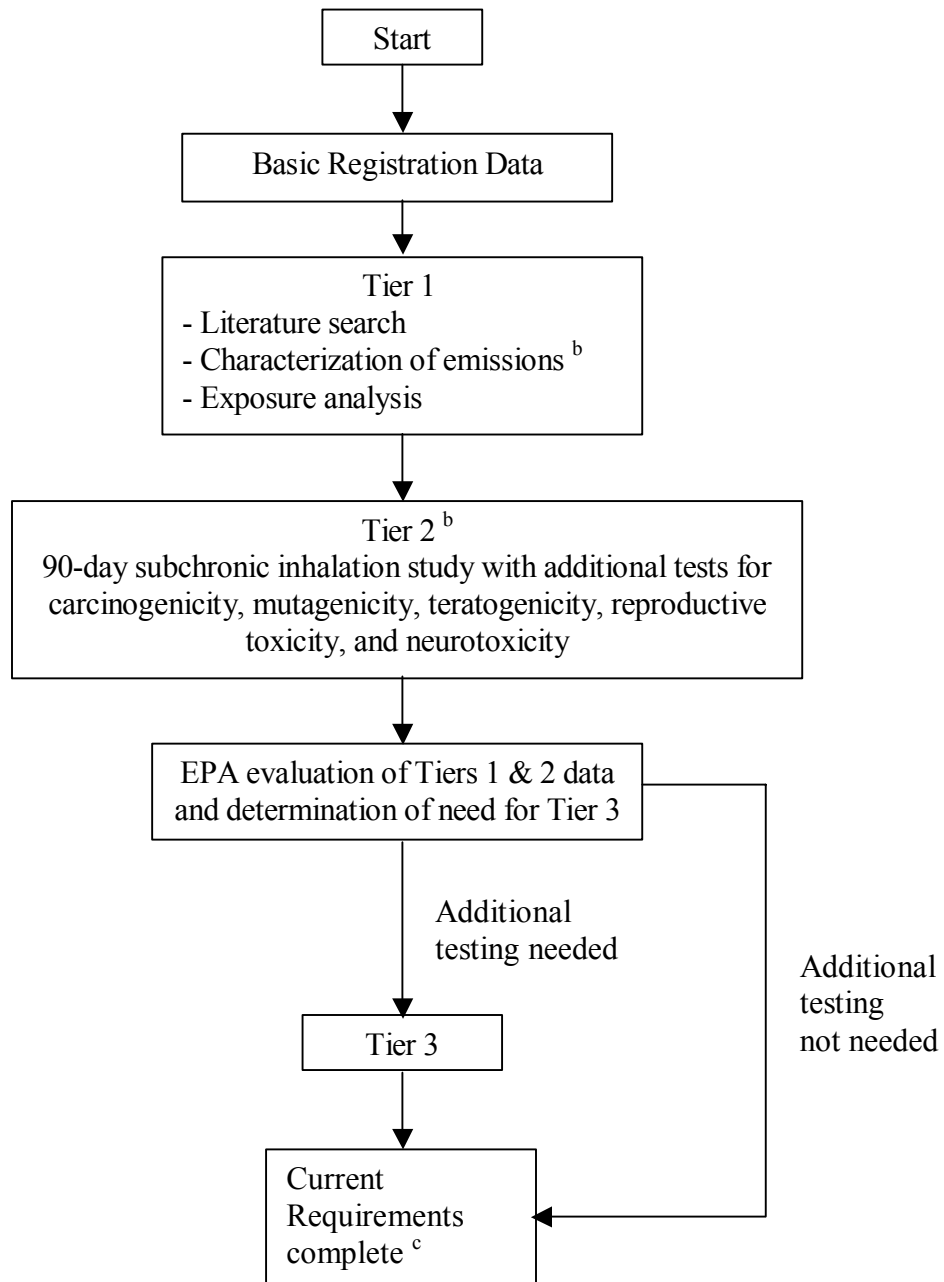 Start
Basic Registration Data
Tier 1
- Literature search
- Characterization of emissions b
- Exposure analysis
Tier 2 b
90-day subchronic inhalation study with additional tests for
carcinogenicity, mutagenicity, teratogenicity, reproductive
toxicity, and neurotoxicity
EPA evaluation of Tiers 1 & 2 data
and determination of need for Tier 3
Additional
testing needed
Additional
testing
not needed
Tier 3
Current
Requirements
complete c